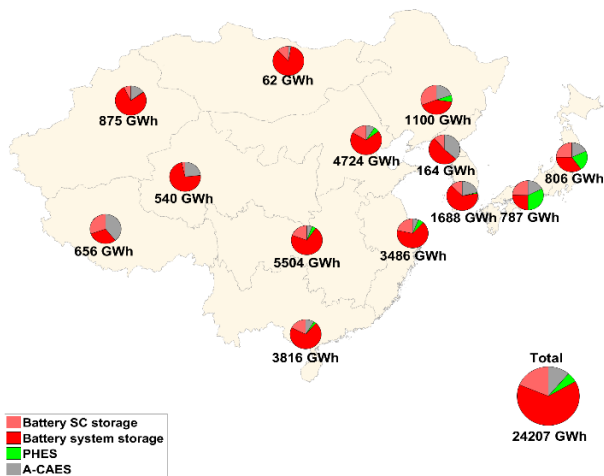 62 GWh
875 GWh
1100 GWh
4724 GWh
164 GWh
806 GWh
540 GWh
1688 GWh
787 GWh
656 GWh
5504 GWh
3486 GWh
3816 GWh
Total
24207 GWh
Battery SC storage
Battery system storage
PHES
A-CAES